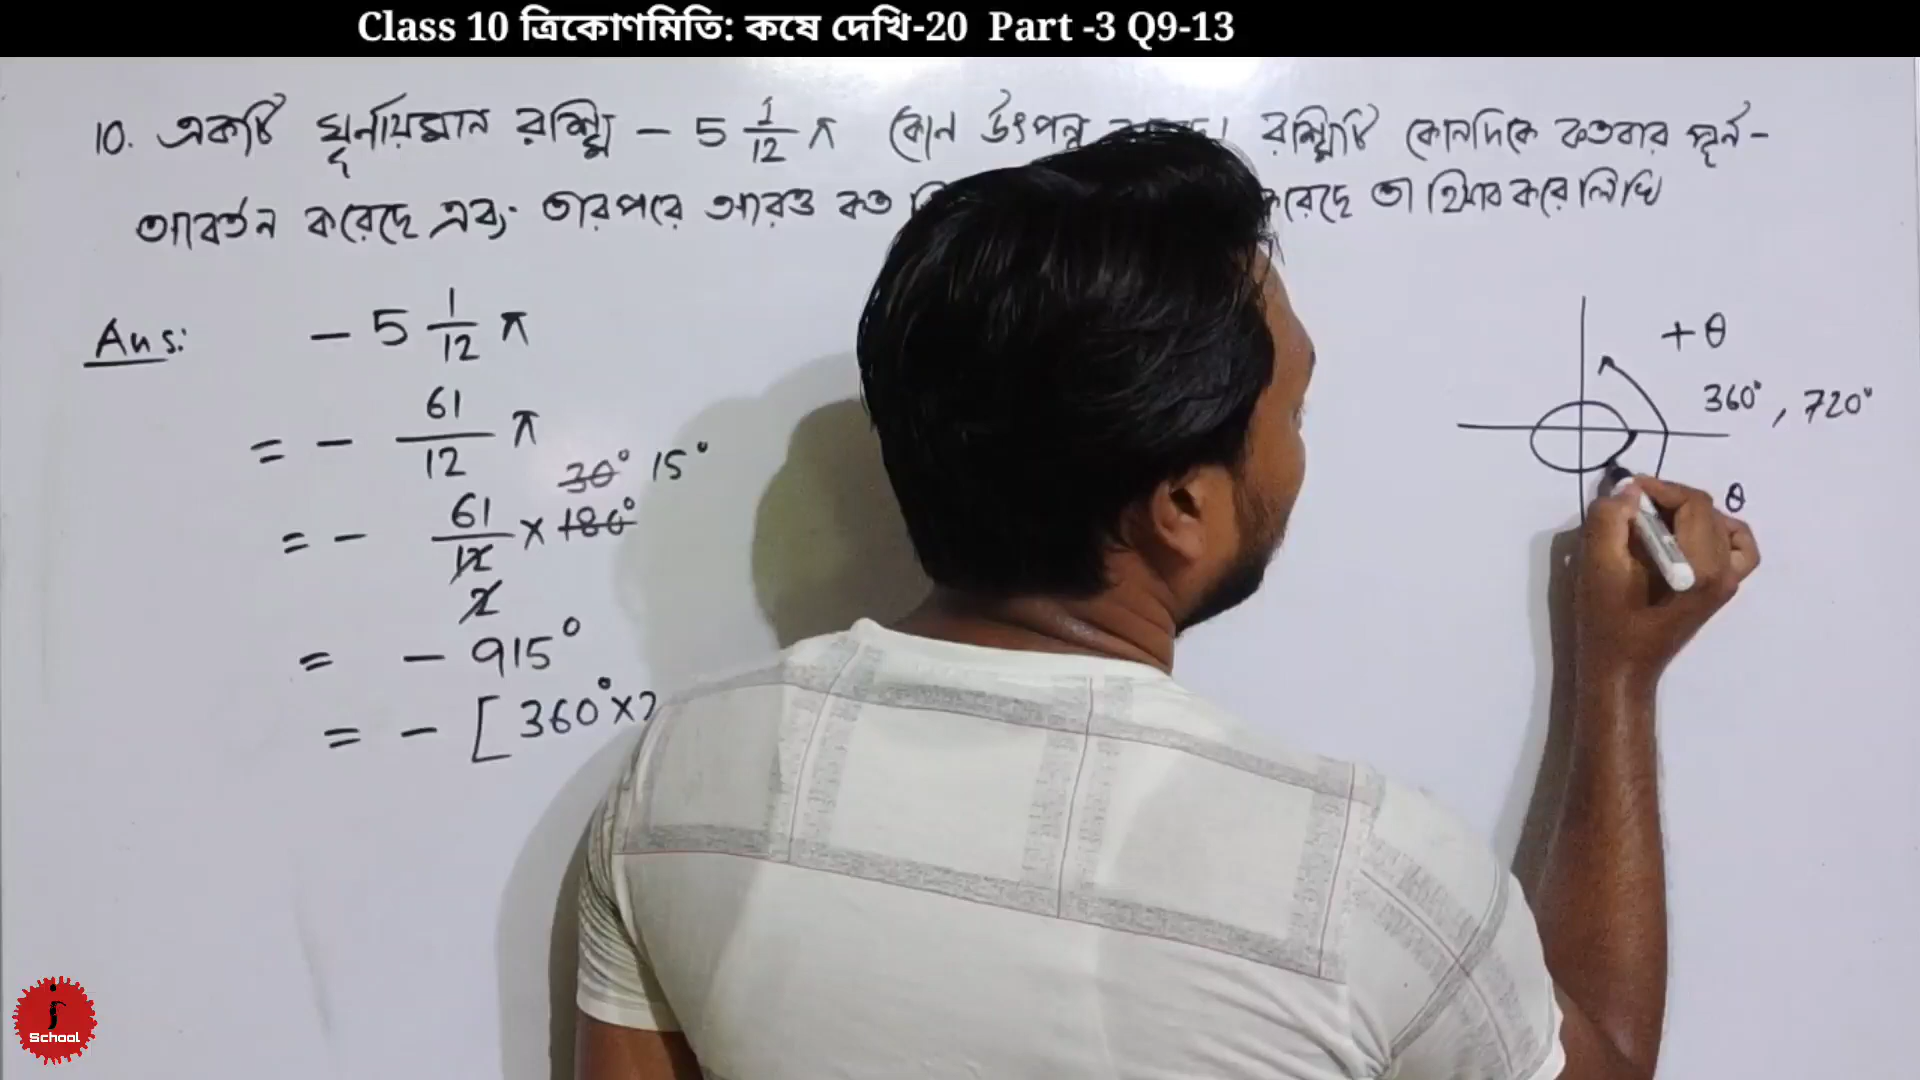 Class 10 ত্রিকোণমিতি: কষে দেখি-20 Part -3 Q9-13
10. একটি ঘূর্নায়মান রশ্মি - 5 1/12 π কোন উৎপন্ন রশ্মিটি কোনদিকে কতবার পূর্ন-
আবর্তন করেছে এবং তারপরে আরও কত করেছে তা হিসাব করে লিখি
Ans: - 5 1/12 π
= - 61/12 π
30° 15°
= - 61/12 × 180°
2
= - 915°
= - [ 360° × 2
+ θ
360° , 720°
θ
School